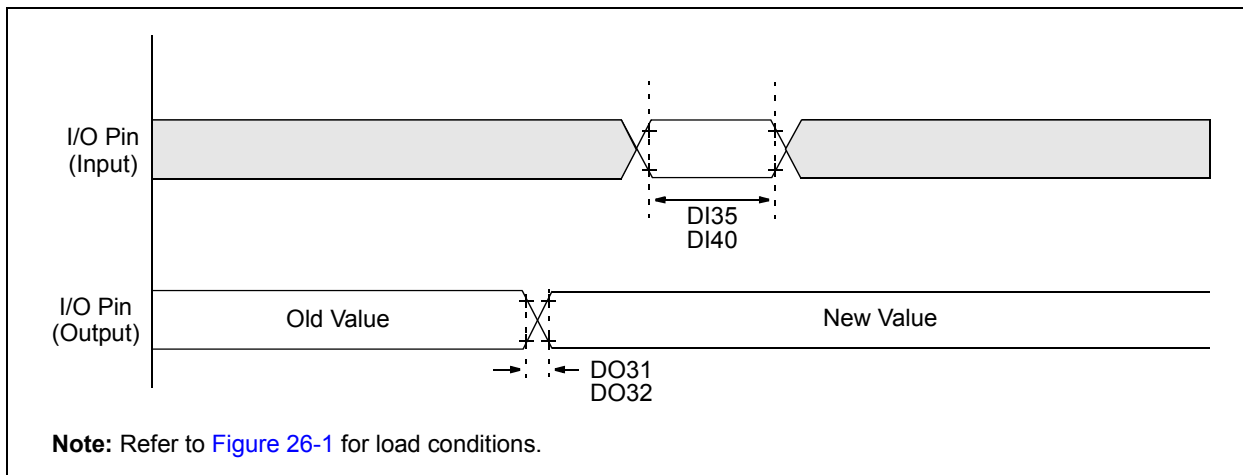 I/O Pin
(Input)
DI35
DI40
I/O Pin
(Output)
Old Value
New Value
DO31
DO32
Note: Refer to Figure 26-1 for load conditions.